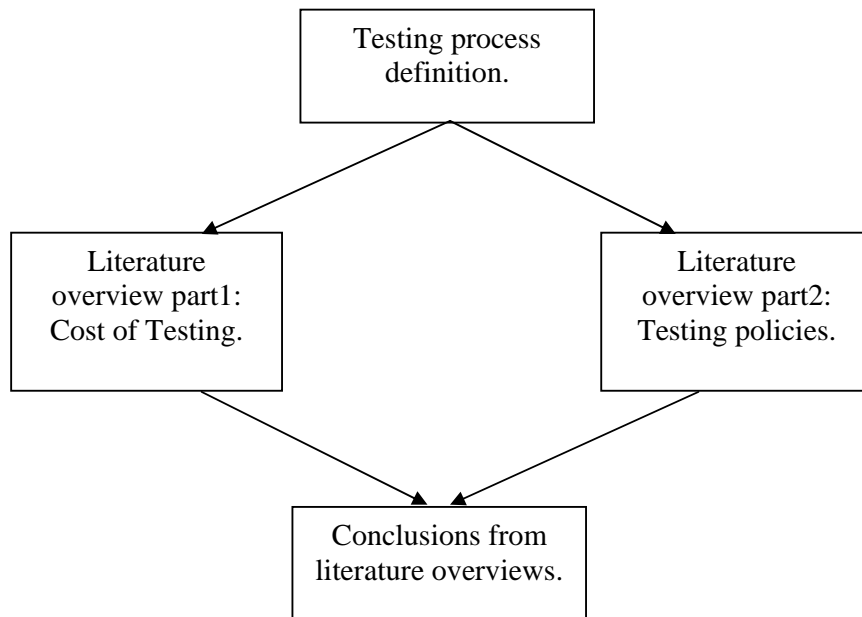 Testing process
definition.
Literature
overview part1:
Cost of Testing.
Literature
overview part2:
Testing policies.
Conclusions from
literature overviews.